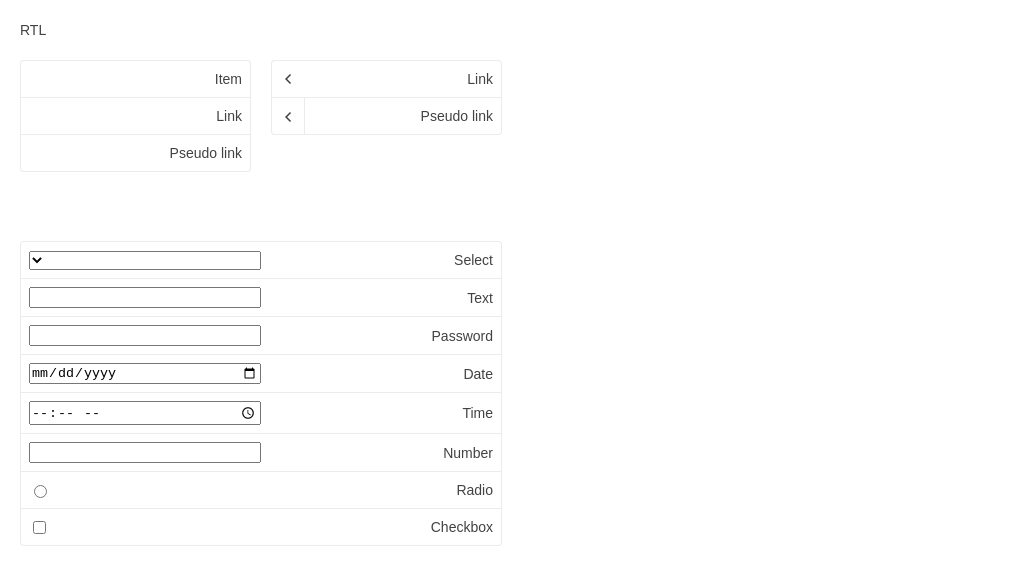 RTL
Item
Link
Pseudo link
Link
Pseudo link
Select
Text
Password
mm/dd/yyyy Date
--:-- -- Time
Number
Radio
Checkbox